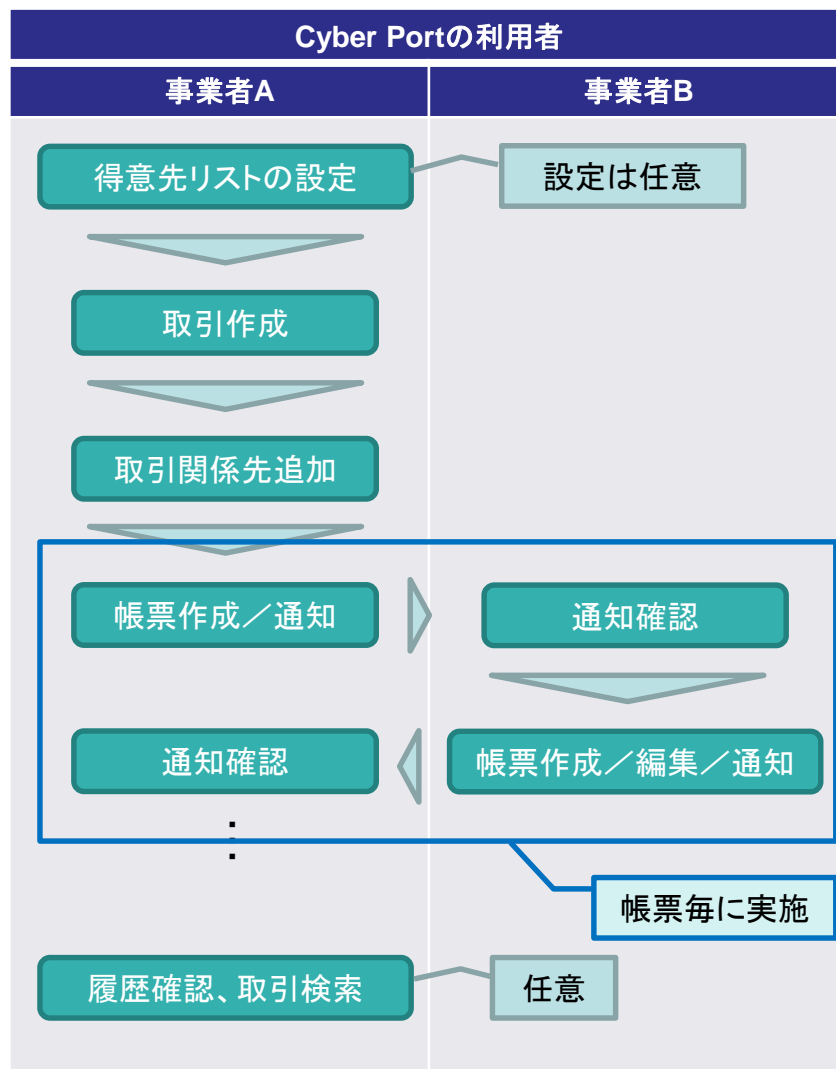 Cyber Portの利用者
事業者A
事業者B
得意先リストの設定
設定は任意
取引作成
取引関係先追加
帳票作成／通知
通知確認
通知確認
帳票作成／編集／通知
帳票毎に実施
履歴確認、取引検索
任意